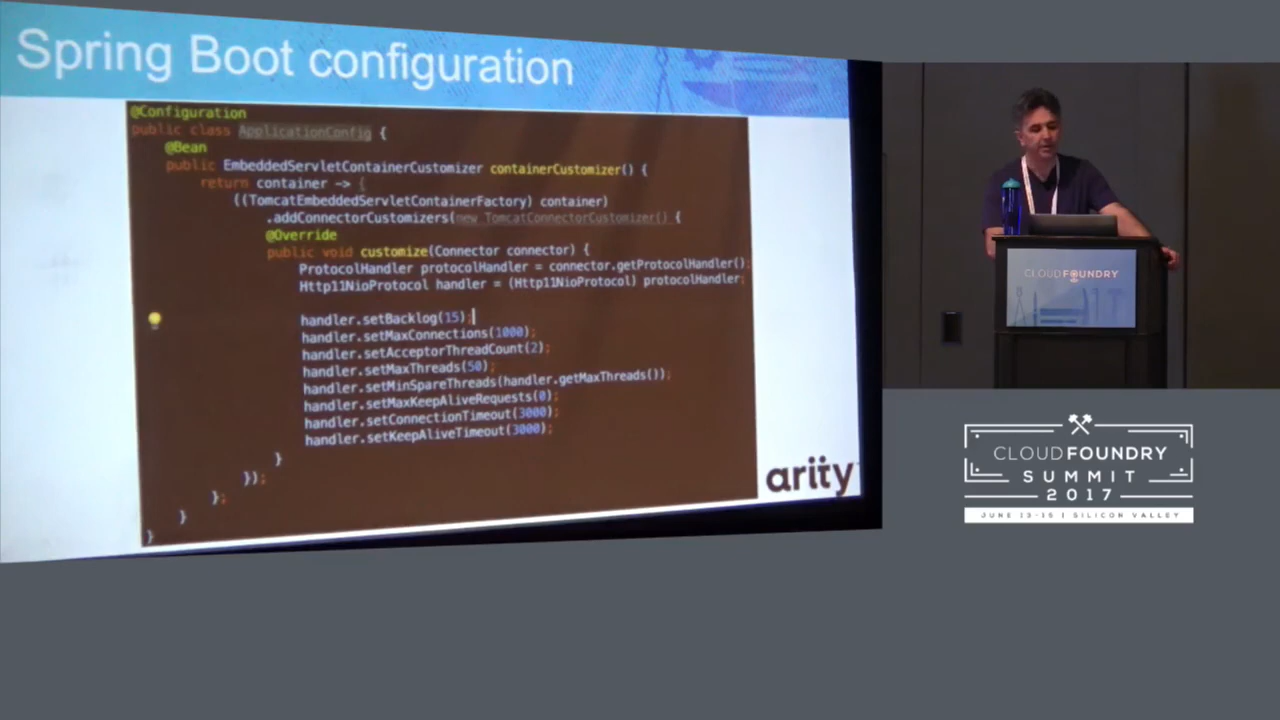 Spring Boot configuration
@Configuration
public class ApplicationConfig {
@Bean
public EmbeddedServletContainerCustomizer containerCustomizer() {
return container -> {
((TomcatEmbeddedServletContainerFactory) container)
.addConnectorCustomizers(new TomcatConnectorCustomizer() {
@Override
public void customize(Connector connector) {
ProtocolHandler protocolHandler = connector.getProtocolHandler();
Http11NioProtocol handler = (Http11NioProtocol) protocolHandler;
handler.setBacklog(15);
handler.setMaxConnections(1000);
handler.setAcceptorThreadCount(2);
handler.setMaxThreads(50);
handler.setMinSpareThreads(handler.getMaxThreads());
handler.setMaxKeepAliveRequests(0);
handler.setConnectionTimeout(3000);
handler.setKeepAliveTimeout(3000);
}
});
};
}
}
arity
CLOUDFOUNDRY
CLOUDFOUNDRY
SUMMIT
2017
JUNE 13-15 | SILICON VALLEY